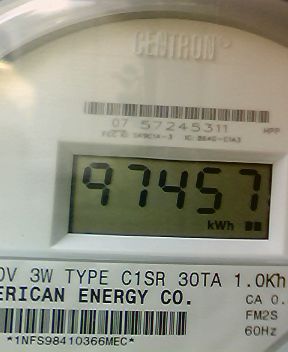 CENTRON®
07 57245311 HPP
97457
kWh
0V 3W TYPE C1SR 30TA 1.0Kh
ERICAN ENERGY CO. CA 0.
FM2S
60Hz
*1NFS98410366MEC*